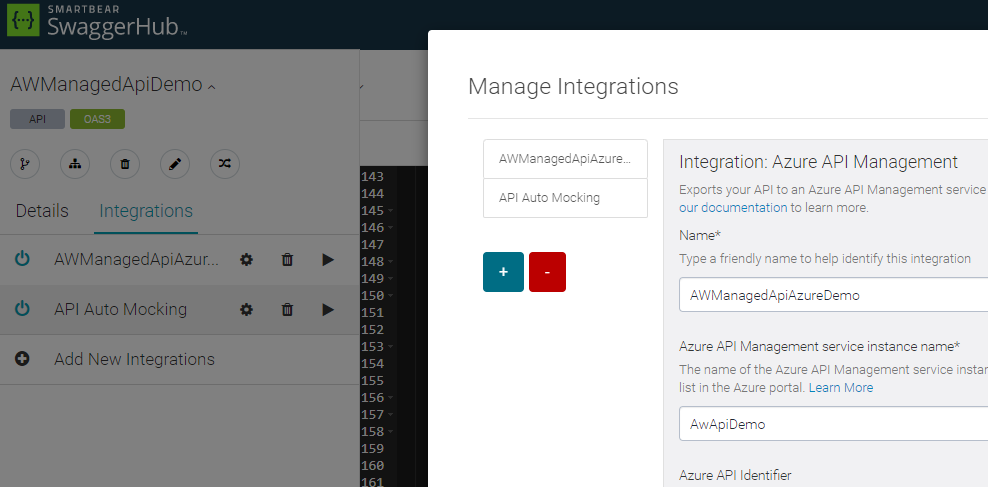 SMARTBEAR
SwaggerHub™
AWManagedApiDemo
API OAS3
Details Integrations
AWManagedApiAzur...
API Auto Mocking
Add New Integrations
143
144
145
146
147
148
149
150
151
152
153
154
155
156
157
158
159
160
161
Manage Integrations
AWManagedApiAzure...
API Auto Mocking
+ -
Integration: Azure API Management
Exports your API to an Azure API Management service
our documentation to learn more.
Name*
Type a friendly name to help identify this integration
AWManagedApiAzureDemo
Azure API Management service instance name*
The name of the Azure API Management service instan
list in the Azure portal. Learn More
AwApiDemo
Azure API Identifier